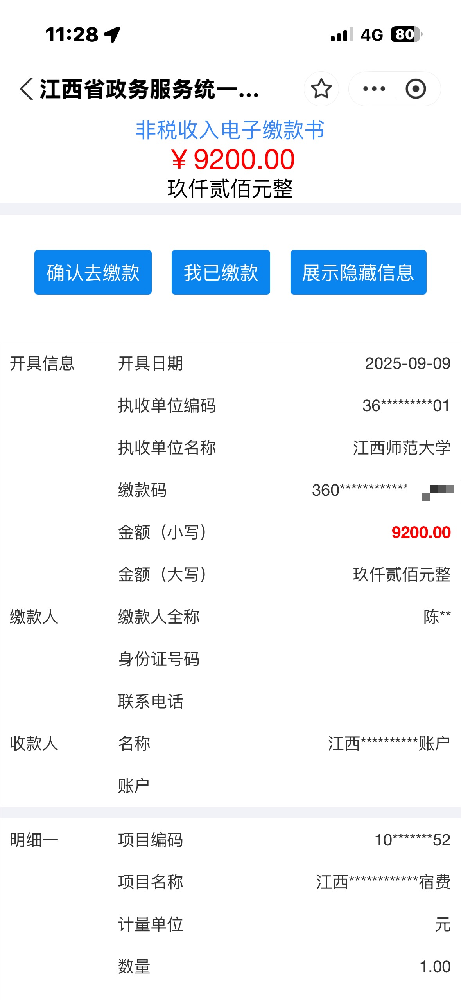 11:28
4G 80
江西省政务服务统一...
非税收入电子缴款书
￥9200.00
玖仟贰佰元整
确认去缴款 我已缴款 展示隐藏信息
开具信息 开具日期 2025-09-09
执收单位编码 36*********01
执收单位名称 江西师范大学
缴款码 360************
金额（小写） 9200.00
金额（大写） 玖仟贰佰元整
缴款人 缴款人全称 陈**
身份证号码
联系电话
收款人 名称 江西**********账户
账户
明细一 项目编码 10*******52
项目名称 江西************宿费
计量单位 元
数量 1.00